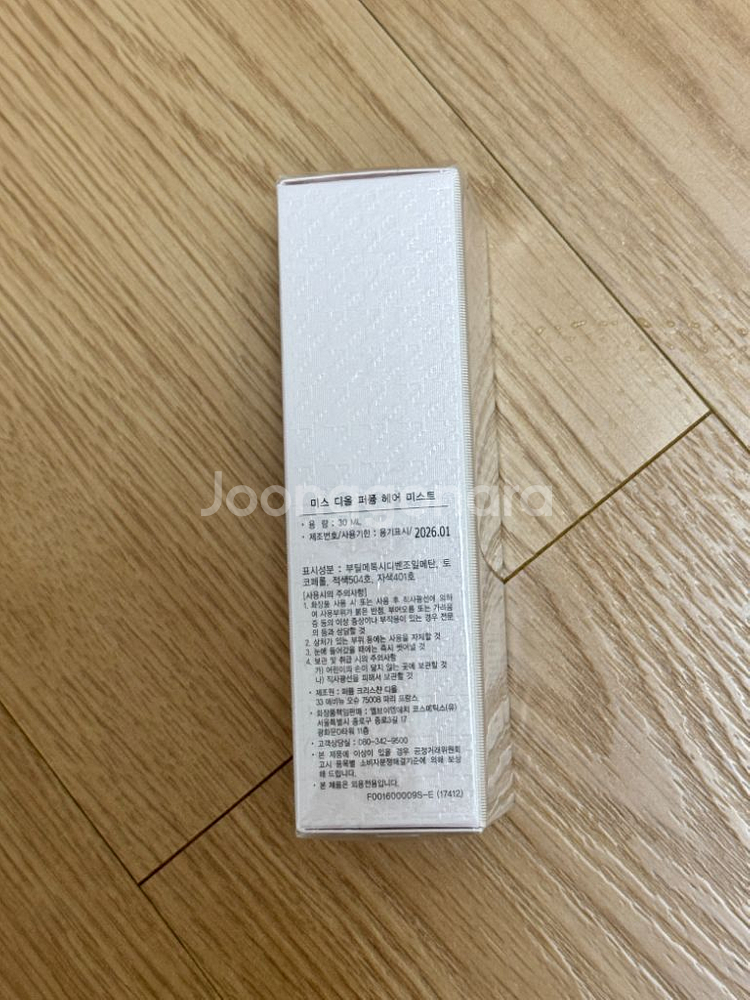 미스 디올 퍼퓸 헤어 미스트
Joonggonara
· 용 량 : 30 ML
· 제조번호/사용기한 : 용기표시/ 2026.01
표시성분 : 부틸메톡시디벤조일메탄, 토
코페롤, 적색504호, 자색401호
[사용시의 주의사항]
1. 화장품 사용 시 또는 사용 후 직사광선에 의하
여 사용부위가 붉은 반점, 부어오름 또는 가려움
증 등의 이상 증상이나 부작용이 있는 경우 전문
의 등과 상담할 것
2. 상처가 있는 부위 등에는 사용을 자제할 것
3. 눈에 들어갔을 때에는 즉시 씻어낼 것
4. 보관 및 취급 시의 주의사항
가) 어린이의 손이 닿지 않는 곳에 보관할 것
나) 직사광선을 피해서 보관할 것
· 제조원 : 퍼퓸 크리스챤 디올
33 애비뉴 오슈 75008 파리 프랑스
· 화장품책임판매 : 엘브이엠에치 코스메틱스(유)
서울특별시 종로구 종로3길 17
광화문D타워 11층
· 고객상담실 : 080-342-9500
· 본 제품에 이상이 있을 경우 공정거래위원회
고시 품목별 소비자분쟁해결기준에 의해 보상
해 드립니다.
· 본 제품은 외용전용입니다.
F001600009S-E (17412)